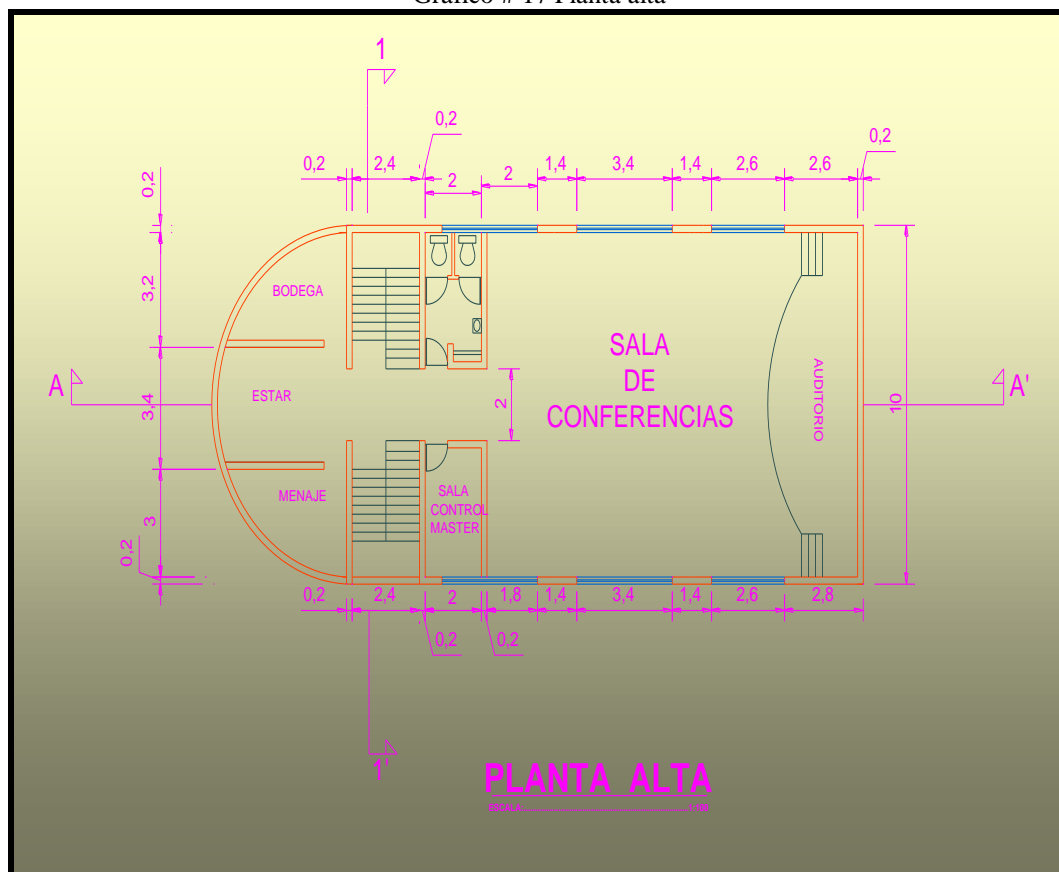 Gráfico # 17 Planta alta
1
0,2
0,2
0,2 2,4 2 2 1,4 3,4 1,4 2,6 2,6
0,2
3,2
3,4
3
0,2
BODEGA
ESTAR
MENAJE
A
A'
SALA
DE
CONFERENCIAS
AUDITORIO
2
10
SALA
CONTROL
MASTER
0,2 2,4 2 1,8 1,4 3,4 1,4 2,6 2,8
0,2 0,2
1'
PLANTA ALTA